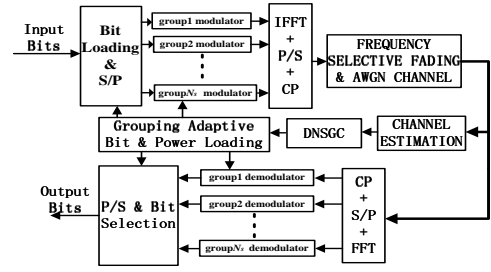 Input
Bits
Bit
Loading
&
S/P
group1 modulator
group2 modulator
groupNs modulator
IFFT
+
P/S
+
CP
FREQUENCY
SELECTIVE FADING
& AWGN CHANNEL
Grouping Adaptive
Bit & Power Loading
DNSGC
CHANNEL
ESTIMATION
Output
Bits
P/S & Bit
Selection
group1 demodulator
group2 demodulator
groupNs demodulator
CP
+
S/P
+
FFT